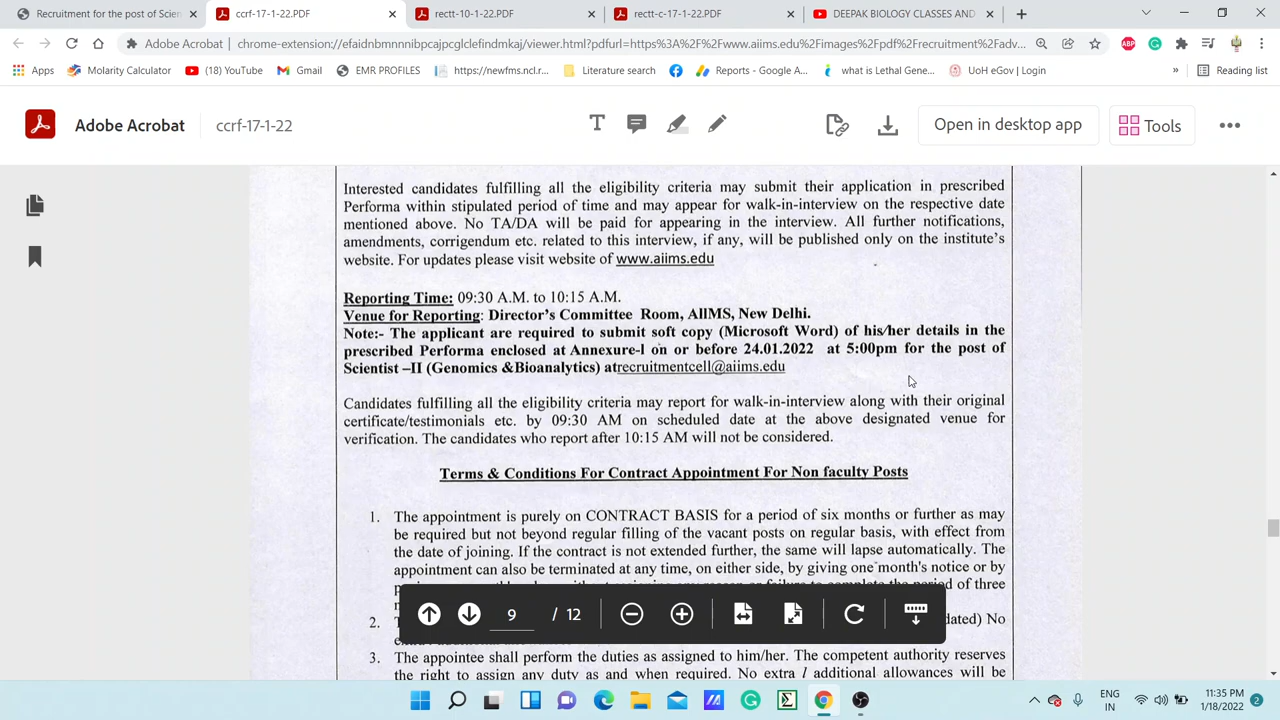 Recruitment for the post of Scien
ccrf-17-1-22.PDF
rectt-10-1-22.PDF
rectt-c-17-1-22.PDF
DEEPAK BIOLOGY CLASSES AND
Adobe Acrobat
chrome-extension://efaidnbmnnnibpcajpcglclefindmkaj/viewer.html?pdfurl=https%3A%2F%2Fwww.aiims.edu%2Fimages%2Fpdf%2Frecruitment%2Fadv...
ABP
Apps
Molarity Calculator
(18) YouTube
Gmail
EMR PROFILES
https://newfms.ncl.r...
Literature search
Reports - Google A...
what is Lethal Gene...
UoH eGov | Login
»
Reading list
Adobe Acrobat
ccrf-17-1-22
Open in desktop app
Tools
Interested candidates fulfilling all the eligibility criteria may submit their application in prescribed
Performa within stipulated period of time and may appear for walk-in-interview on the respective date
mentioned above. No TA/DA will be paid for appearing in the interview. All further notifications,
amendments, corrigendum etc. related to this interview, if any, will be published only on the institute's
website. For updates please visit website of www.aiims.edu
Reporting Time: 09:30 A.M. to 10:15 A.M.
Venue for Reporting: Director's Committee Room, AIIMS, New Delhi.
Note:- The applicant are required to submit soft copy (Microsoft Word) of his/her details in the
prescribed Performa enclosed at Annexure-I on or before 24.01.2022 at 5:00pm for the post of
Scientist –II (Genomics &Bioanalytics) atrecruitmentcell@aiims.edu
Candidates fulfilling all the eligibility criteria may report for walk-in-interview along with their original
certificate/testimonials etc. by 09:30 AM on scheduled date at the above designated venue for
verification. The candidates who report after 10:15 AM will not be considered.
Terms & Conditions For Contract Appointment For Non faculty Posts
1. The appointment is purely on CONTRACT BASIS for a period of six months or further as may
be required but not beyond regular filling of the vacant posts on regular basis, with effect from
the date of joining. If the contract is not extended further, the same will lapse automatically. The
appointment can also be terminated at any time, on either side, by giving one month's notice or by
of three
2. dated) No
3. The appointee shall perform the duties as assigned to him/her. The competent authority reserves
the right to assign any duty as and when required. No extra / additional allowances will be
9 / 12
ENG
IN
11:35 PM
1/18/2022
2